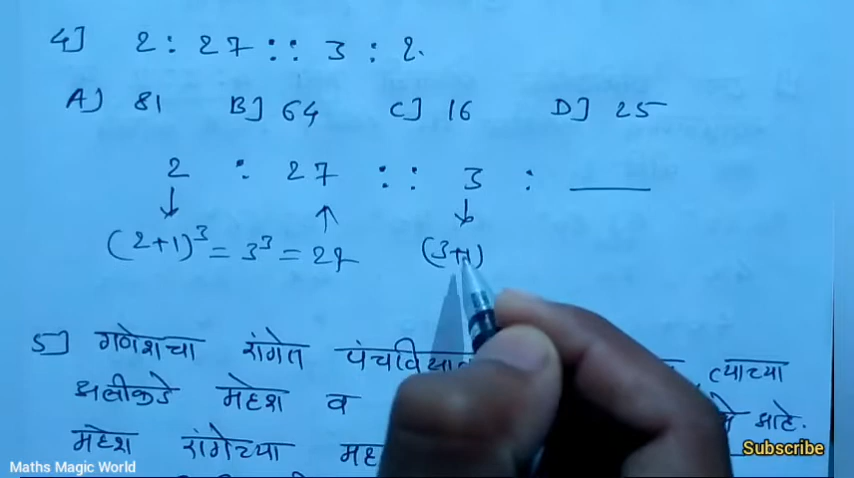 4] 2 : 27 :: 3 : ?.
A] 81 B] 64 C] 16 D] 25
2 : 27 :: 3 : ____
(2+1)³ = 3³ = 27 (3+1)
5] गणेशचा रांगेत त्याच्या
अलीकडे महेश व आहे.
महेश रांगेच्या
Subscribe
Maths Magic World